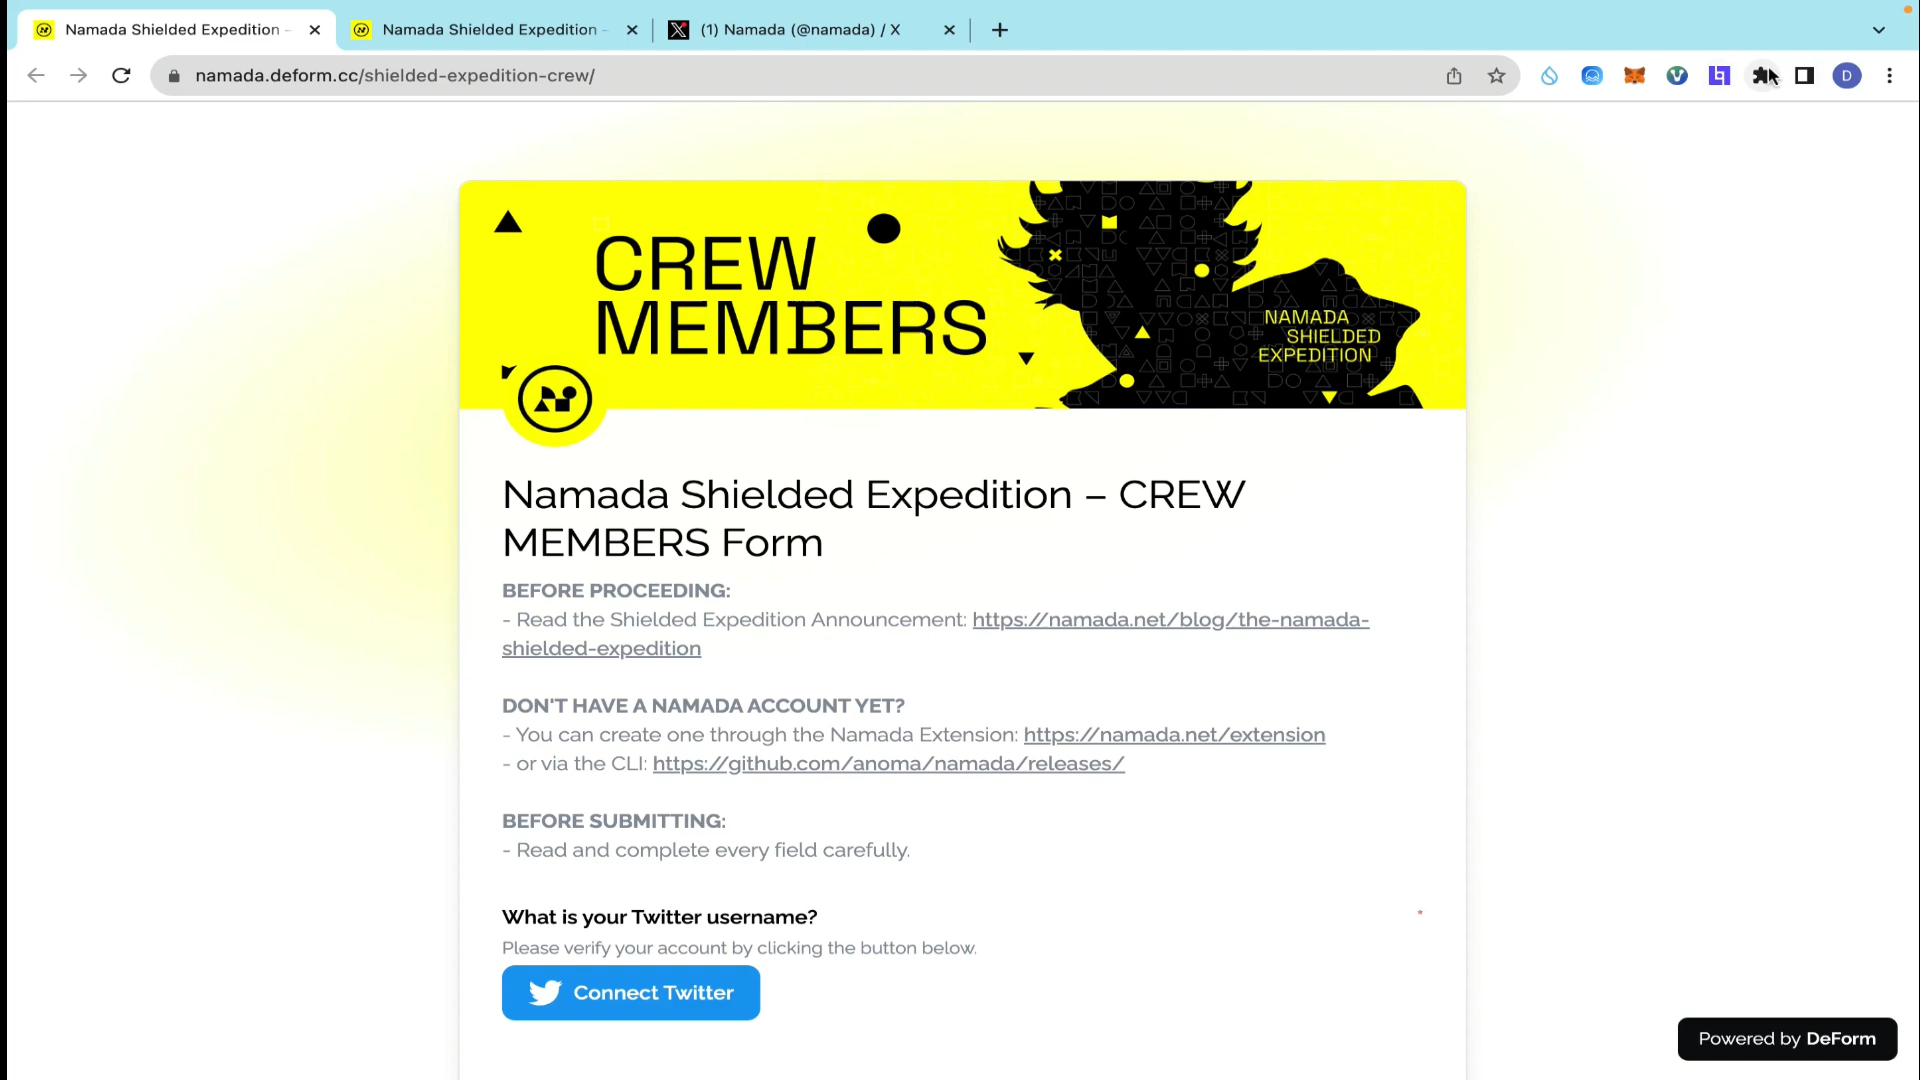 Namada Shielded Expedition –
Namada Shielded Expedition –
(1) Namada (@namada) / X
namada.deform.cc/shielded-expedition-crew/
D
CREW
MEMBERS
NAMADA
SHIELDED
EXPEDITION
Namada Shielded Expedition – CREW
MEMBERS Form
BEFORE PROCEEDING:
- Read the Shielded Expedition Announcement: https://namada.net/blog/the-namada-
shielded-expedition
DON'T HAVE A NAMADA ACCOUNT YET?
- You can create one through the Namada Extension: https://namada.net/extension
- or via the CLI: https://github.com/anoma/namada/releases/
BEFORE SUBMITTING:
- Read and complete every field carefully.
What is your Twitter username? *
Please verify your account by clicking the button below.
Connect Twitter
Powered by DeForm